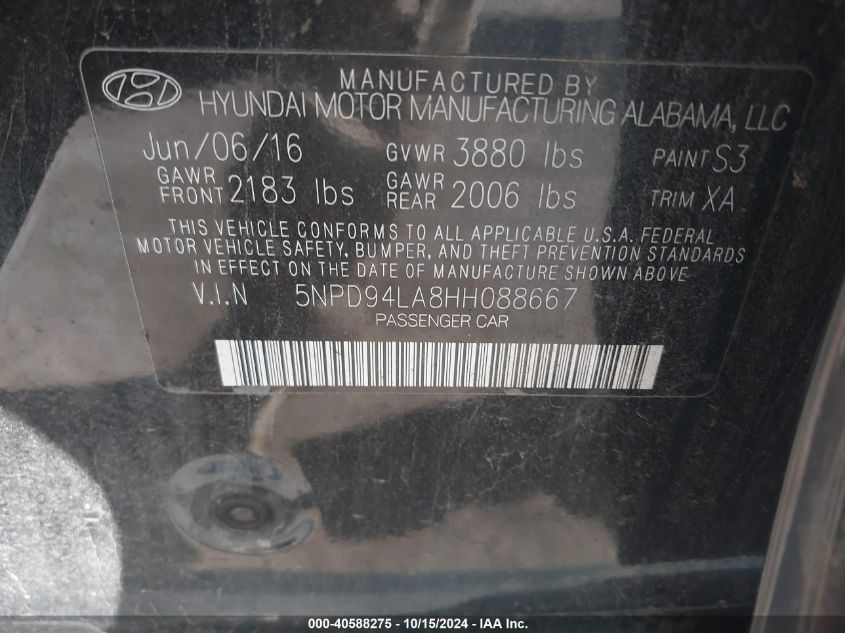 MANUFACTURED BY
HYUNDAI MOTOR MANUFACTURING ALABAMA, LLC
Jun/06/16 GVWR 3880 lbs PAINT S3
GAWR FRONT 2183 lbs GAWR REAR 2006 lbs TRIM XA
THIS VEHICLE CONFORMS TO ALL APPLICABLE U.S.A. FEDERAL
MOTOR VEHICLE SAFETY, BUMPER, AND THEFT PREVENTION STANDARDS
IN EFFECT ON THE DATE OF MANUFACTURE SHOWN ABOVE
V.I.N 5NPD94LA8HH088667
PASSENGER CAR
000-40588275 - 10/15/2024 - IAA Inc.